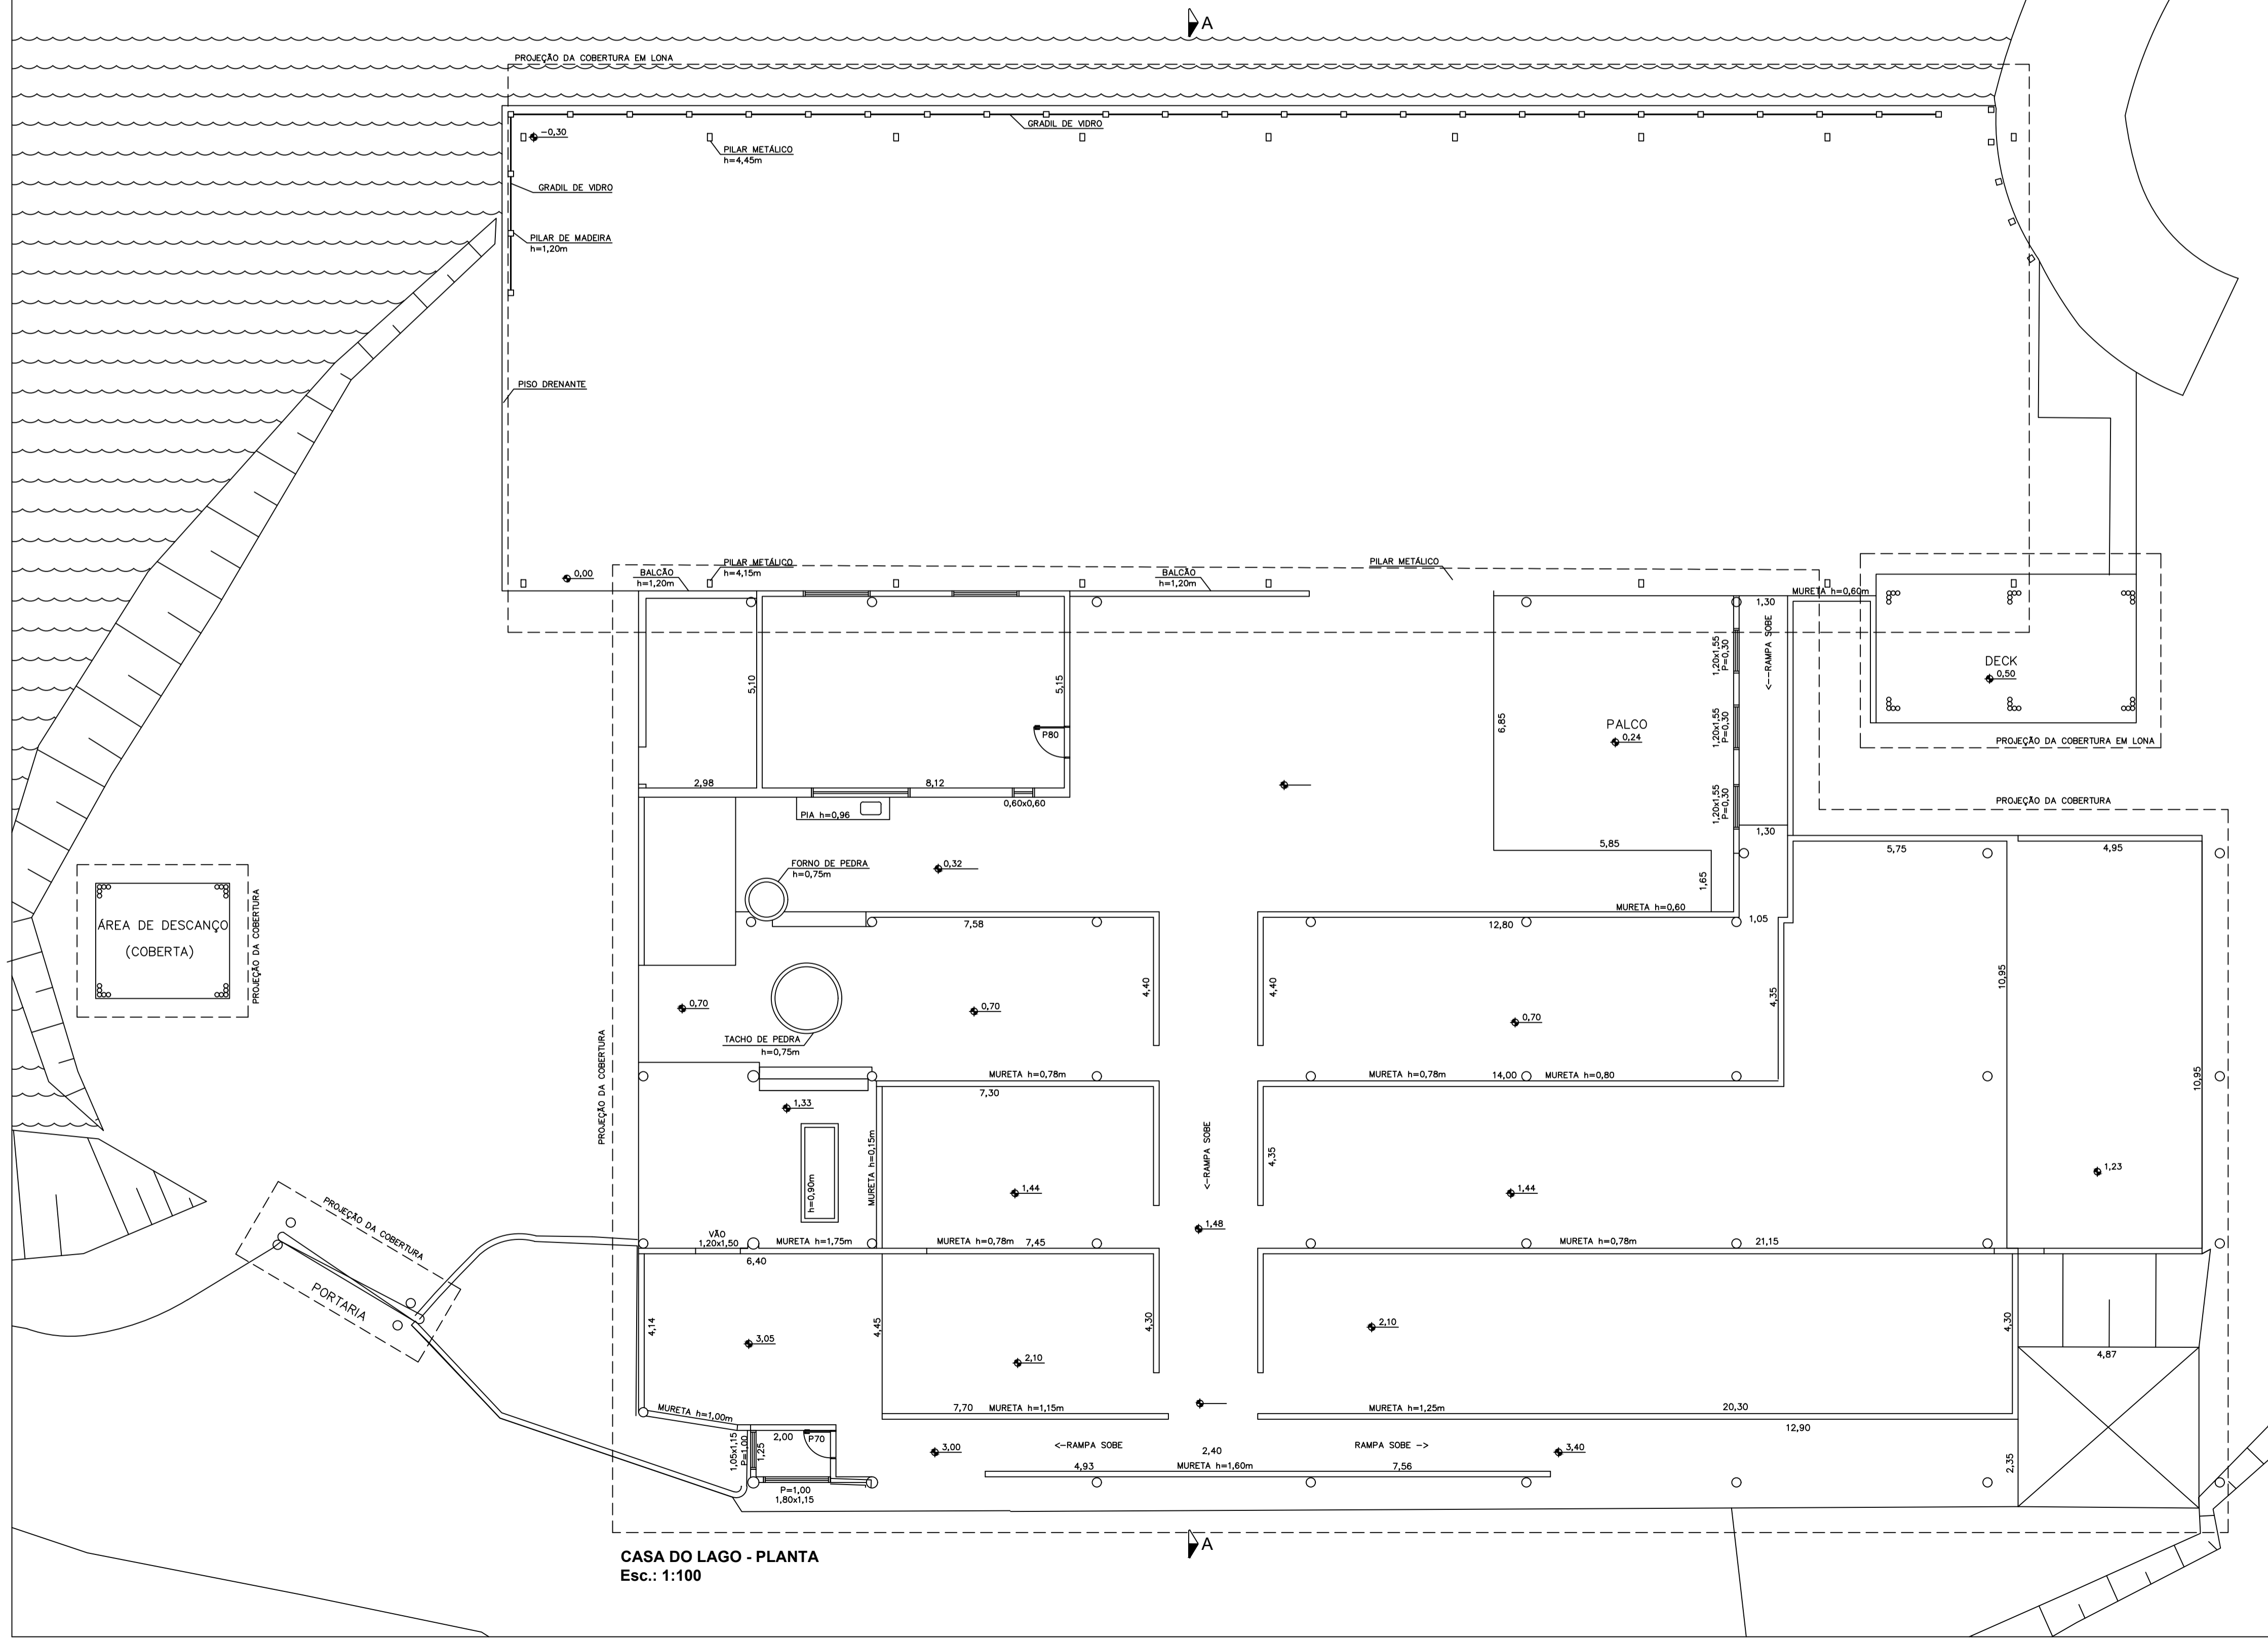 A
PROJEÇÃO DA COBERTURA EM LONA
GRADIL DE VIDRO
-0,30
PILAR METÁLICO
h=4,45m
GRADIL DE VIDRO
PILAR DE MADEIRA
h=1,20m
PISO DRENANTE
0,00
BALCÃO
h=1,20m
PILAR METÁLICO
h=4,15m
BALCÃO
h=1,20m
PILAR METÁLICO
MURETA h=0,60m
1,30
<--RAMPA SOBE
1,20x1,55
P=0,30
1,20x1,55
P=0,30
1,20x1,55
P=0,30
DECK
0,50
PROJEÇÃO DA COBERTURA EM LONA
5,10
5,15
P80
6,85
PALCO
0,24
2,98
8,12
0,60x0,60
PIA h=0,96
PROJEÇÃO DA COBERTURA
1,30
5,85
5,75
4,95
FORNO DE PEDRA
h=0,75m
0,32
1,65
MURETA h=0,60
7,58
12,80
1,05
ÁREA DE DESCANÇO
(COBERTA)
PROJEÇÃO DA COBERTURA
4,40
4,40
4,35
10,95
0,70
0,70
0,70
TACHO DE PEDRA
h=0,75m
PROJEÇÃO DA COBERTURA
MURETA h=0,78m
MURETA h=0,78m
14,00
MURETA h=0,80
10,95
7,30
1,33
MURETA h=0,15m
h=0,90m
<-RAMPA SOBE
4,35
1,44
1,44
1,23
1,48
VÃO
1,20x1,50
MURETA h=1,75m
MURETA h=0,78m
7,45
MURETA h=0,78m
21,15
6,40
PROJEÇÃO DA COBERTURA
PORTARIA
4,14
3,05
4,45
2,10
4,30
2,10
4,30
4,87
MURETA h=1,00m
7,70
MURETA h=1,15m
MURETA h=1,25m
20,30
12,90
1,05x1,15
P=1,00
1,25
2,00
P70
3,00
<-RAMPA SOBE
2,40
RAMPA SOBE ->
3,40
2,35
4,93
MURETA h=1,60m
7,56
P=1,00
1,80x1,15
A
CASA DO LAGO - PLANTA
Esc.: 1:100